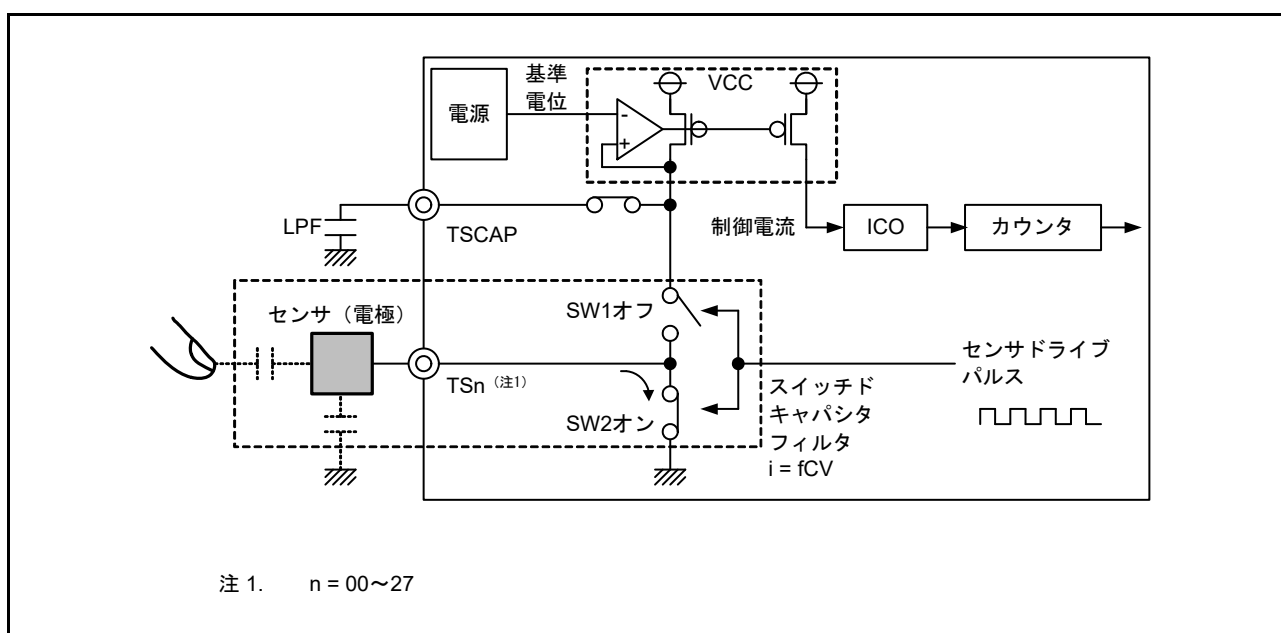 電源
基準
電位
VCC
-
+
LPF
TSCAP
制御電流
ICO
カウンタ
センサ（電極）
SW1オフ
TSn（注1）
SW2オン
センサドライブ
パルス
スイッチド
キャパシタ
フィルタ
i = fCV
注 1. n = 00～27